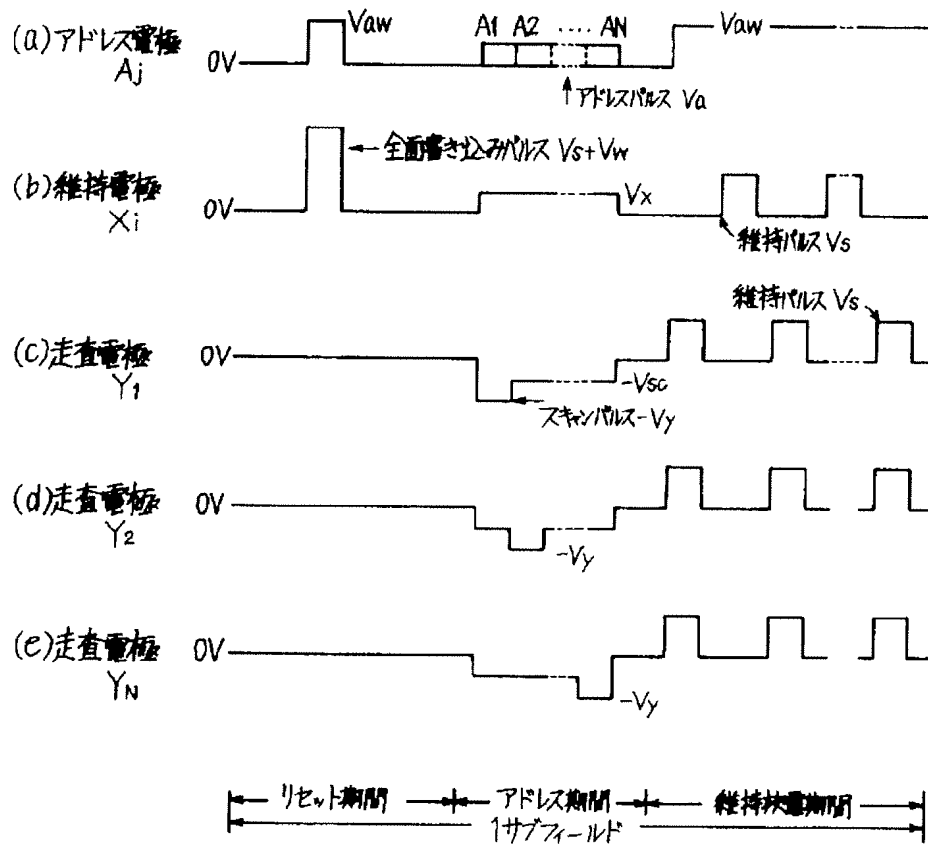 (a)アドレス電極
Aj
0V
Vaw
A1 A2 ‥‥ AN
Vaw
アドレスパルス Va
全面書き込みパルス Vs+Vw
(b)維持電極
Xi
0V
Vx
維持パルス Vs
維持パルス Vs
(c)走査電極
Y1
0V
-Vsc
スキャンパルス-Vy
(d)走査電極
Y2
0V
-Vy
(e)走査電極
YN
0V
-Vy
リセット期間
アドレス期間
維持放電期間
1サブフィールド